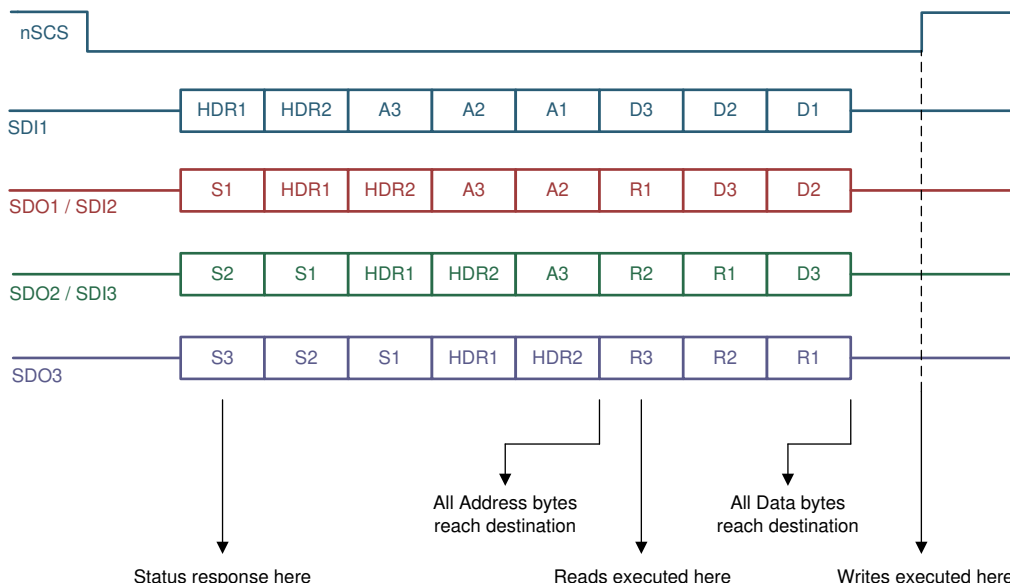 nSCS
HDR1 HDR2 A3 A2 A1 D3 D2 D1
SDI1
S1 HDR1 HDR2 A3 A2 R1 D3 D2
SDO1 / SDI2
S2 S1 HDR1 HDR2 A3 R2 R1 D3
SDO2 / SDI3
S3 S2 S1 HDR1 HDR2 R3 R2 R1
SDO3
All Address bytes
reach destination
All Data bytes
reach destination
Status response here
Reads executed here
Writes executed here